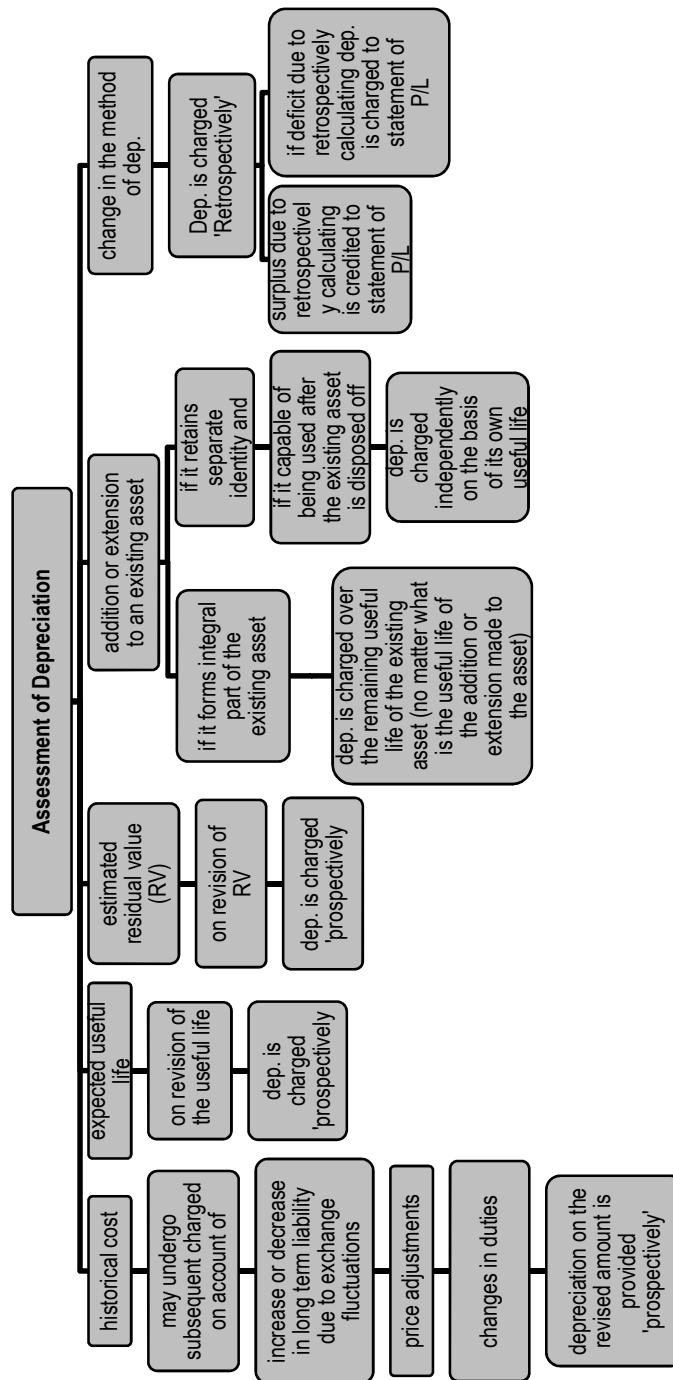 Assessment of Depreciation
historical cost
may undergo
subsequent charged
on account of
increase or decrease
in long term liability
due to exchange
fluctuations
price adjustments
changes in duties
depreciation on the
revised amount is
provided
'prospectively'
expected useful
life
on revision of
the useful life
dep. is
charged
'prospectively
estimated
residual value
(RV)
on revision of
RV
dep. is charged
'prospectively
addition or extension
to an existing asset
if it forms integral
part of the
existing asset
dep. is charged over
the remaining useful
life of the existing
asset (no matter what
is the useful life of
the addition or
extension made to
the asset)
if it retains
separate
identity and
if it capable of
being used after
the existing asset
is disposed off
dep. is
charged
independently
on the basis
of its own
useful life
change in the method
of dep.
Dep. is charged
'Retrospectively'
surplus due to
retrospectivel
y calculating
is credited to
statement of
P/L
if deficit due to
retrospectively
calculating dep.
is charged to
statement of
P/L